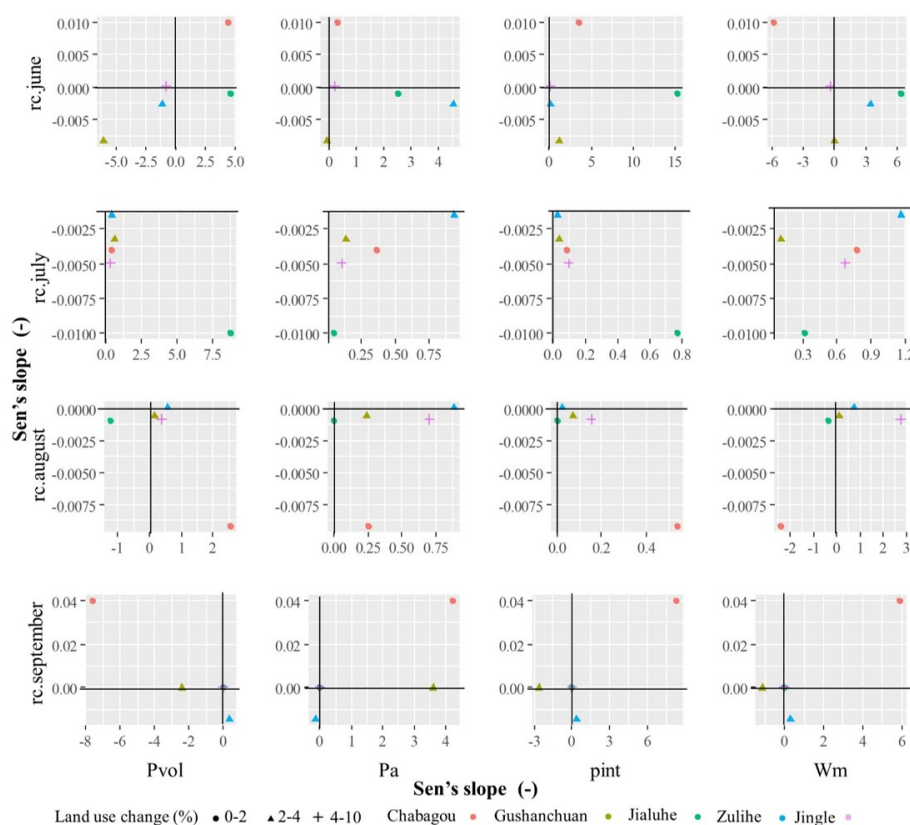 0.010
0.005
0.000
-0.005
-5.0 -2.5 0.0 2.5 5.0
0 1 2 3 4
0 5 10 15
-6 -3 0 3 6
rc.june
-0.0025
-0.0050
-0.0075
-0.0100
0.0 2.5 5.0 7.5
0.25 0.50 0.75
0.0 0.2 0.4 0.6 0.8
0.3 0.6 0.9 1.2
rc.july
Sen's slope (-)
0.0000
-0.0025
-0.0050
-0.0075
-1 0 1 2
0.00 0.25 0.50 0.75
0.0 0.2 0.4
-2 -1 0 1 2 3
rc.august
0.04
0.02
0.00
-8 -6 -4 -2 0
0 1 2 3 4
-3 0 3 6
0 2 4 6
rc.september
Pvol Pa pint Wm
Sen's slope (-)
Land use change (%) 0-2 2-4 4-10 Chabagou Gushanchuan Jialuhe Zulihe Jingle